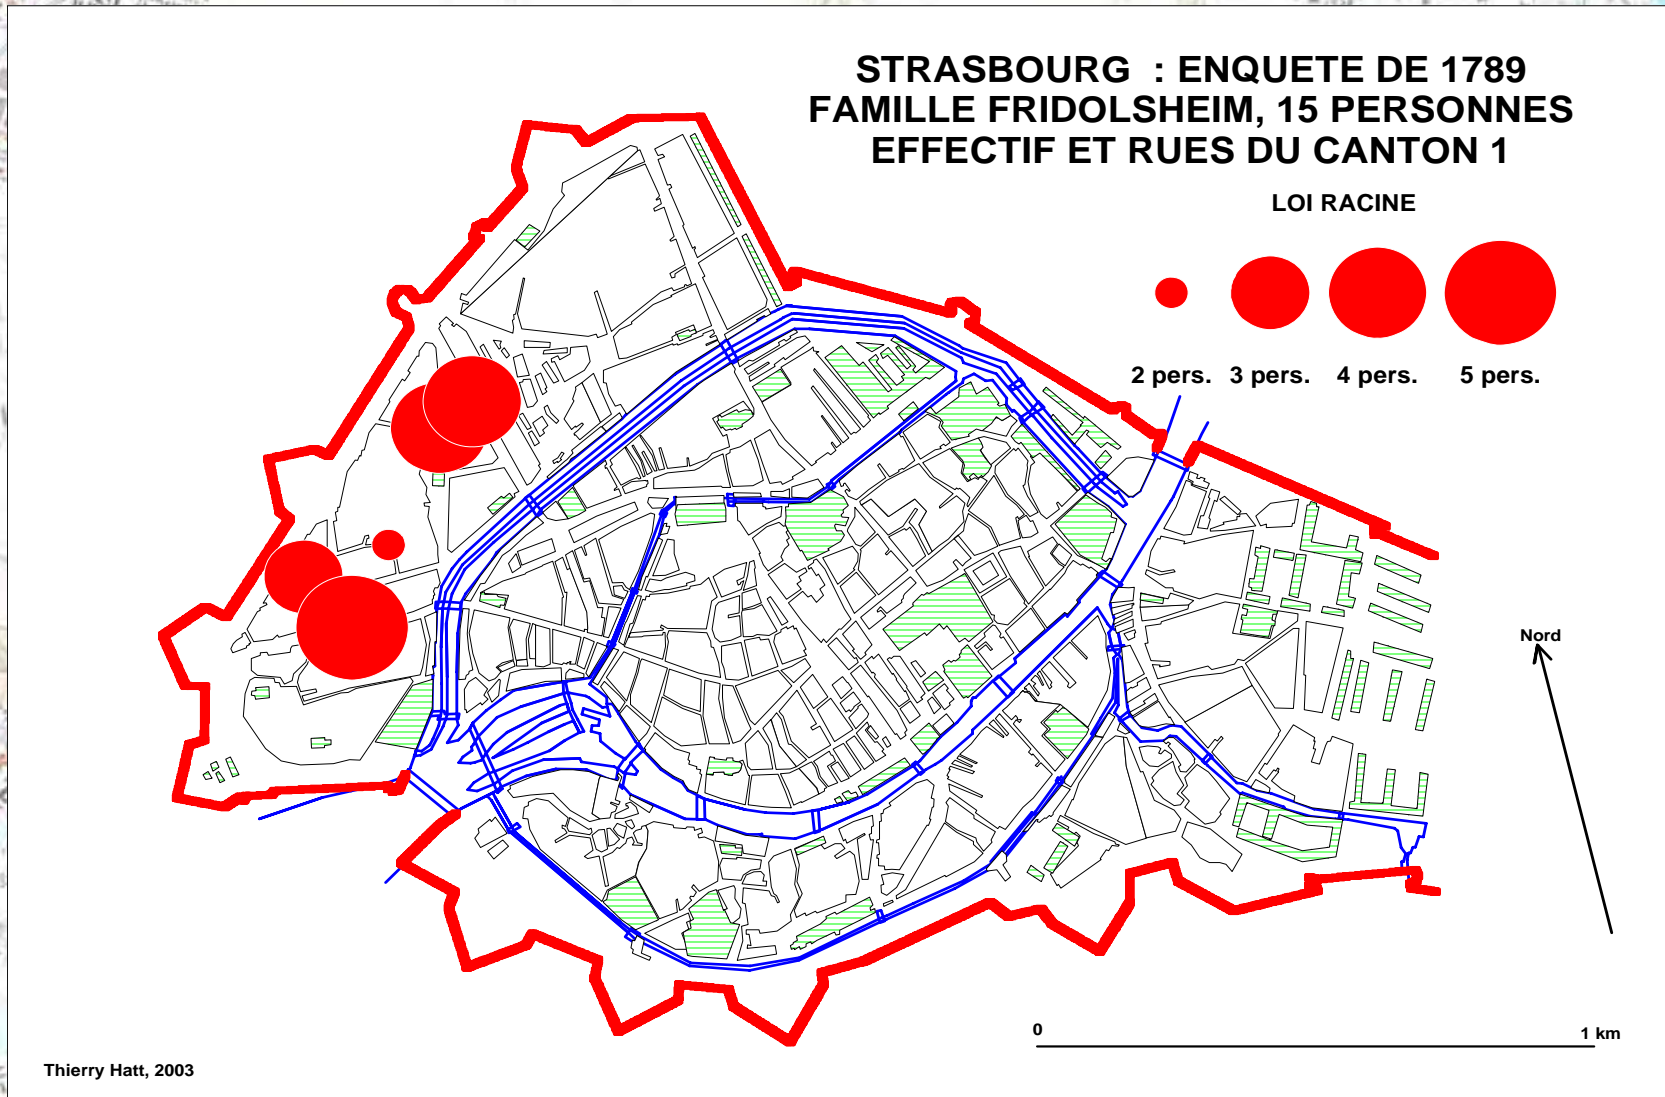 STRASBOURG : ENQUETE DE 1789
FAMILLE FRIDOLSHEIM, 15 PERSONNES
EFFECTIF ET RUES DU CANTON 1
LOI RACINE
2 pers. 3 pers. 4 pers. 5 pers.
Nord
0 1 km
Thierry Hatt, 2003